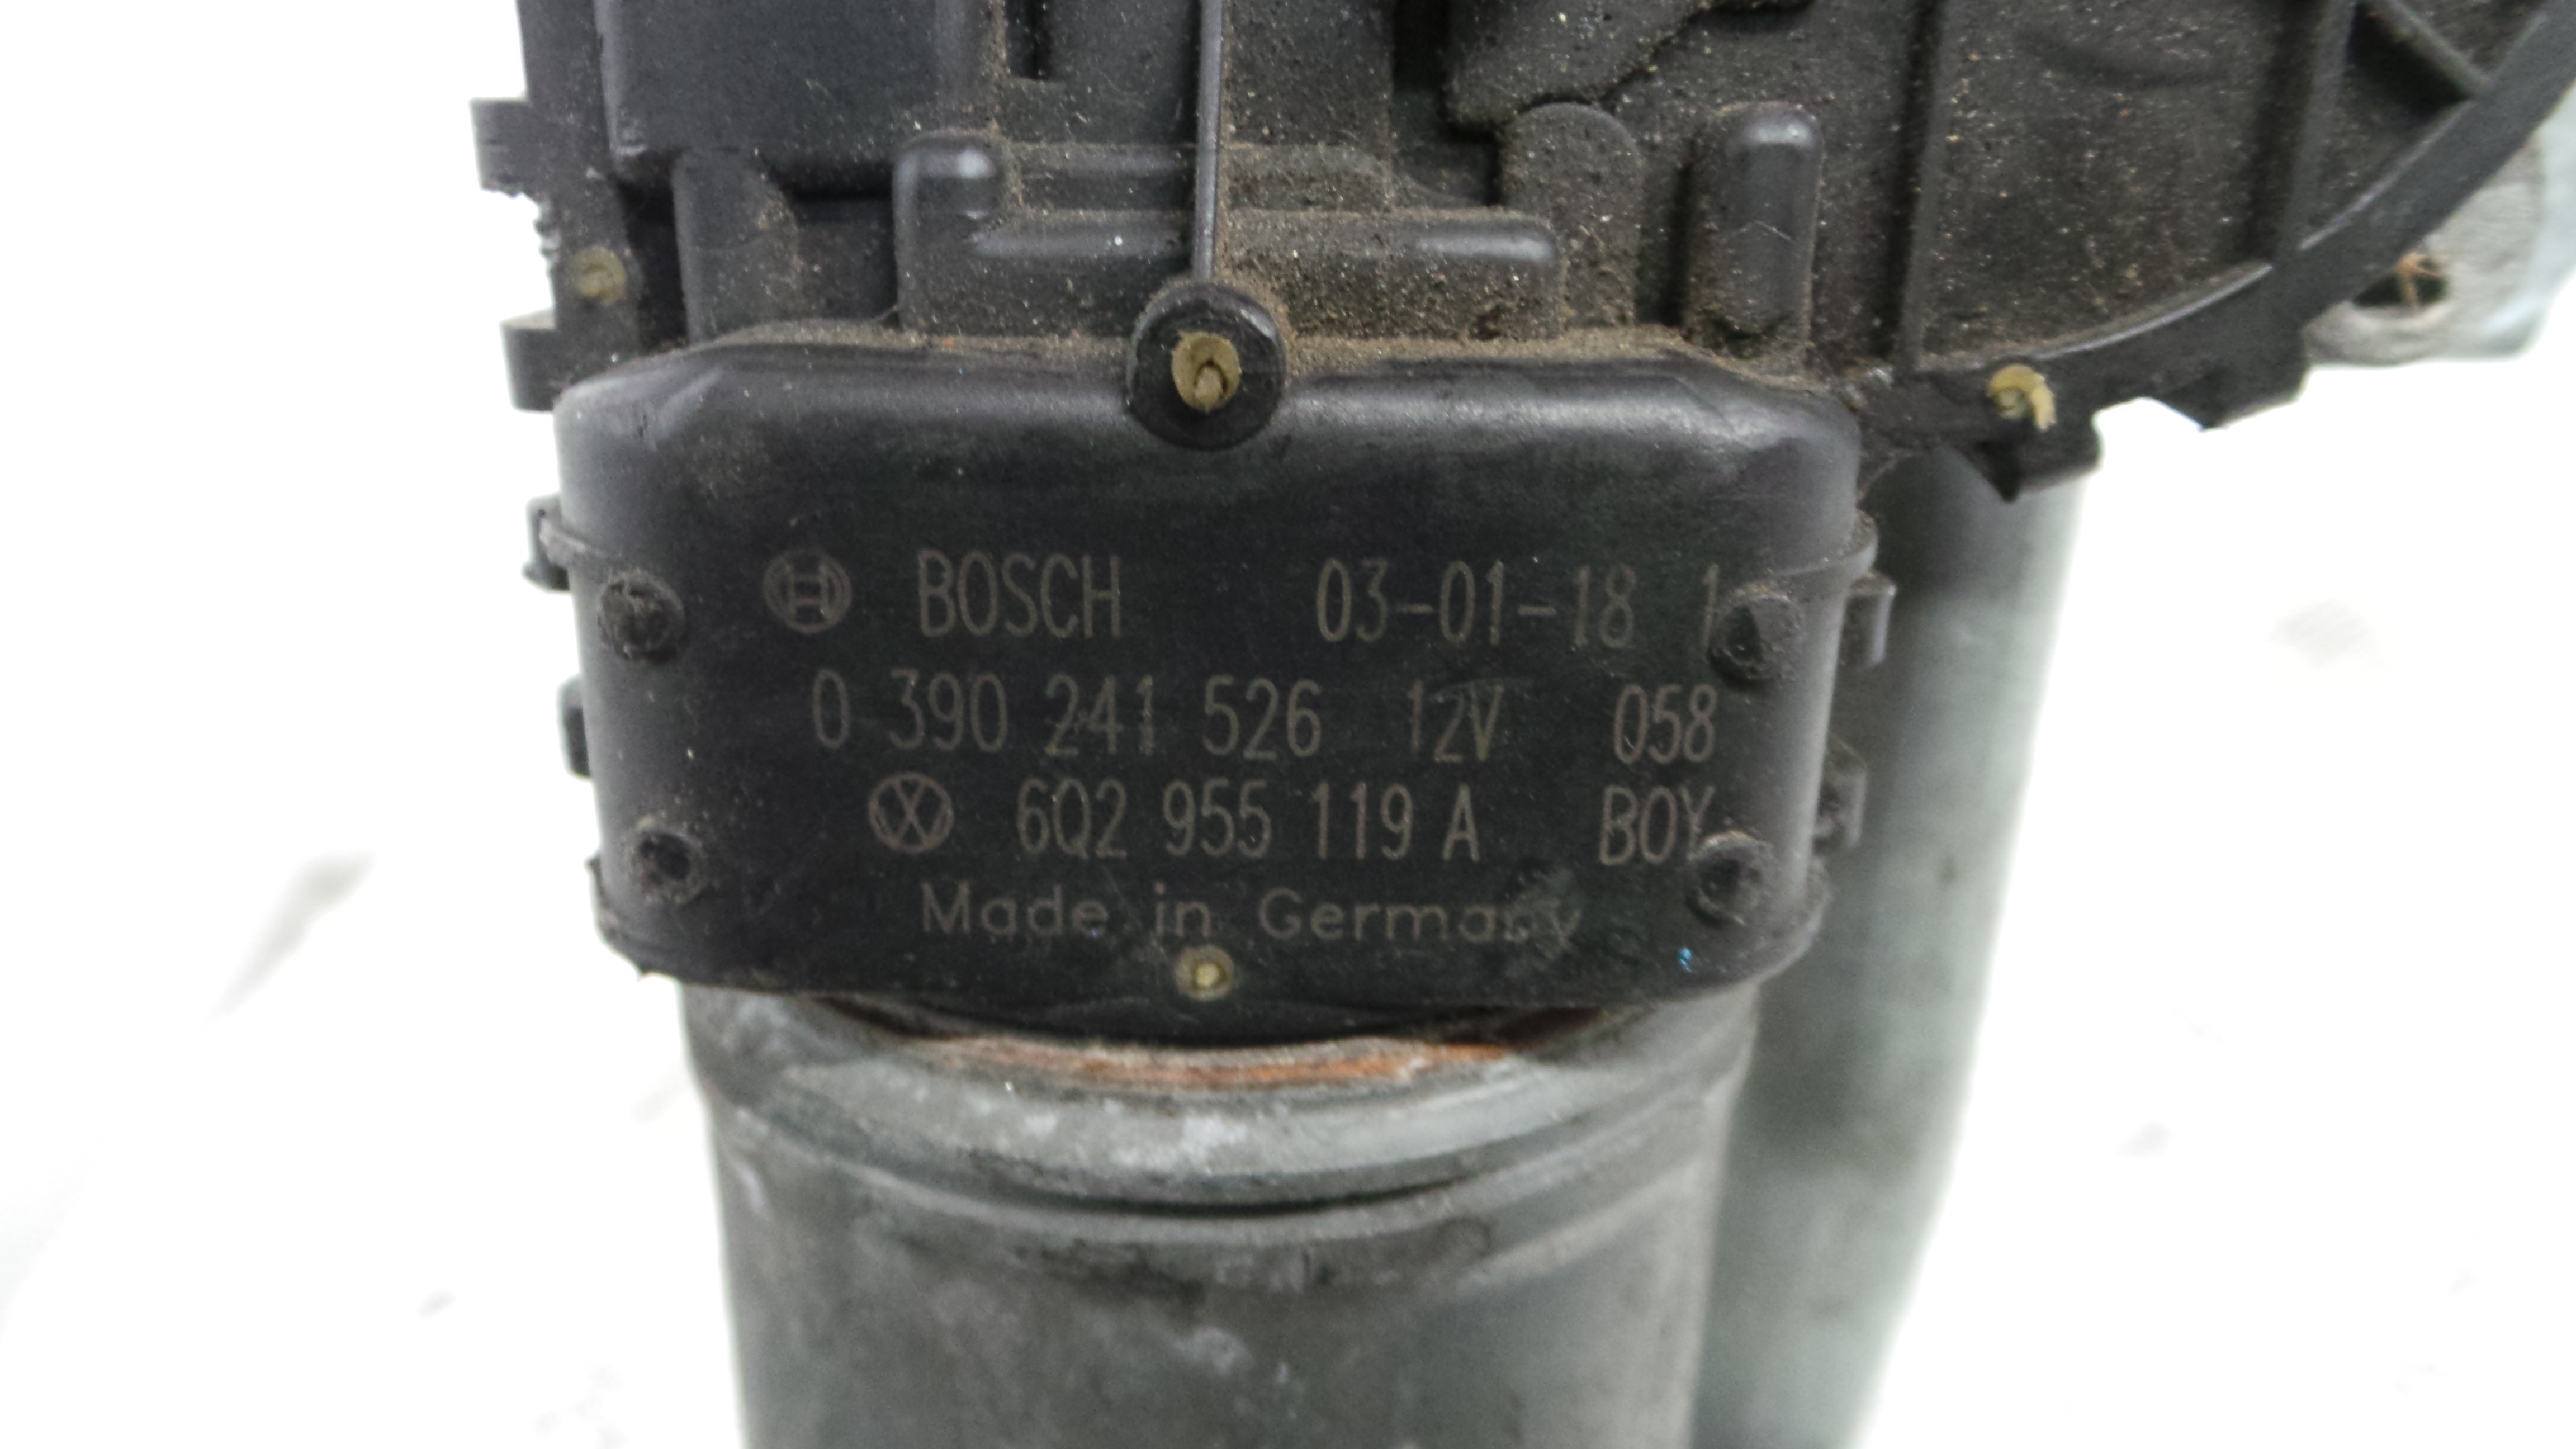 BOSCH 03-01-18 1
0 390 241 526 12V 058
6Q2 955 119 A BOY
Made in Germany